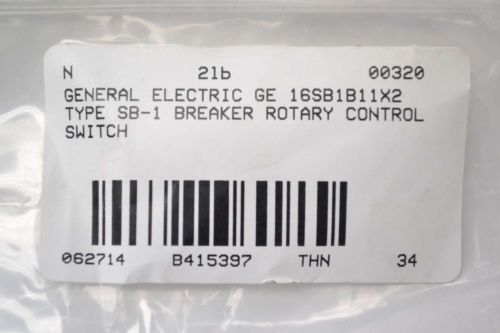 N 21b 00320
GENERAL ELECTRIC GE 16SB1B11X2
TYPE SB-1 BREAKER ROTARY CONTROL
SWITCH
062714 B415397 THN 34